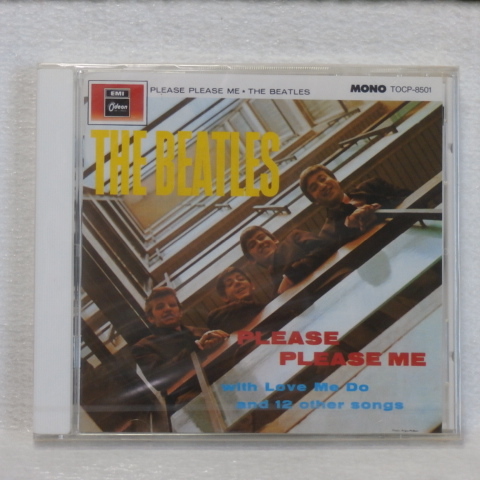 EMI
Odeon
PLEASE PLEASE ME • THE BEATLES
MONO TOCP-8501
THE BEATLES
PLEASE
PLEASE ME
with Love Me Do
and 12 other songs